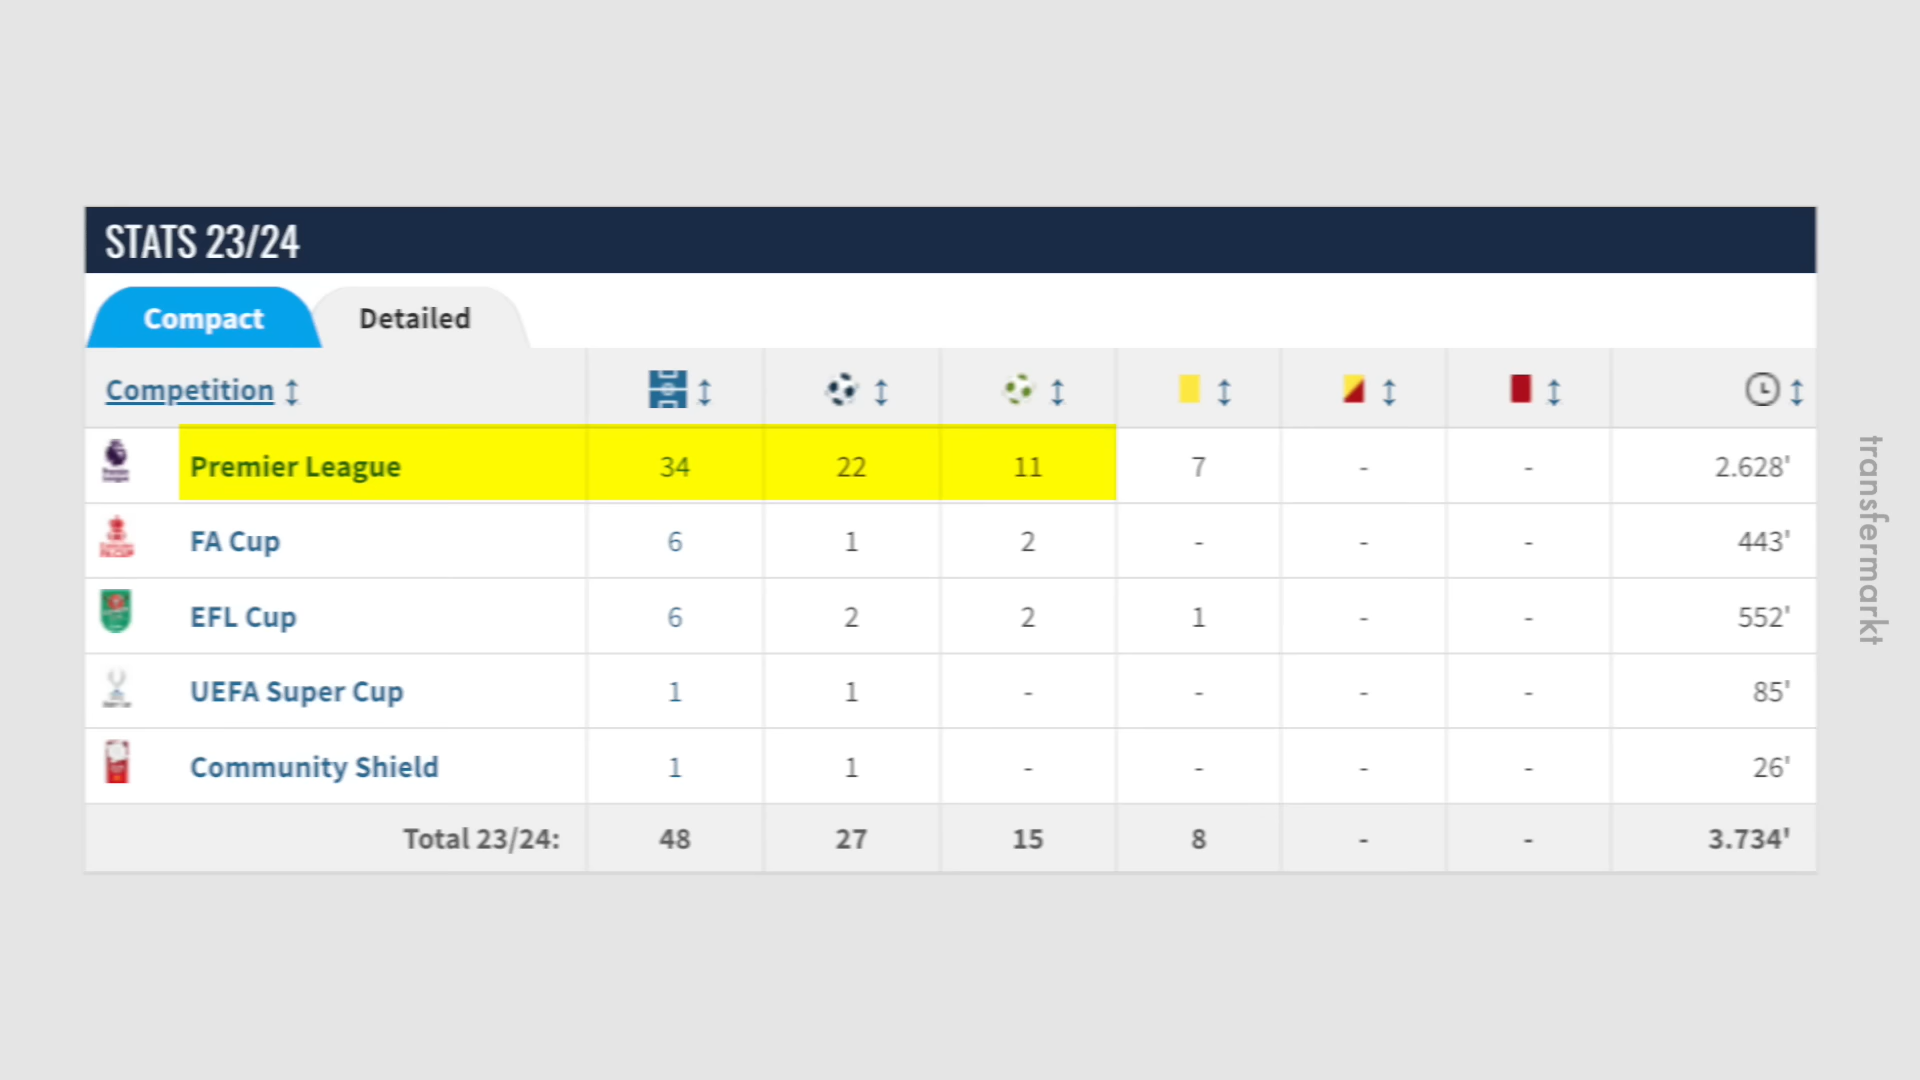 STATS 23/24
Compact Detailed
Competition
Premier League 34 22 11 7 - - 2.628'
FA Cup 6 1 2 - - - 443'
EFL Cup 6 2 2 1 - - 552'
UEFA Super Cup 1 1 - - - - 85'
Community Shield 1 1 - - - - 26'
Total 23/24: 48 27 15 8 - - 3.734'
transfermarkt